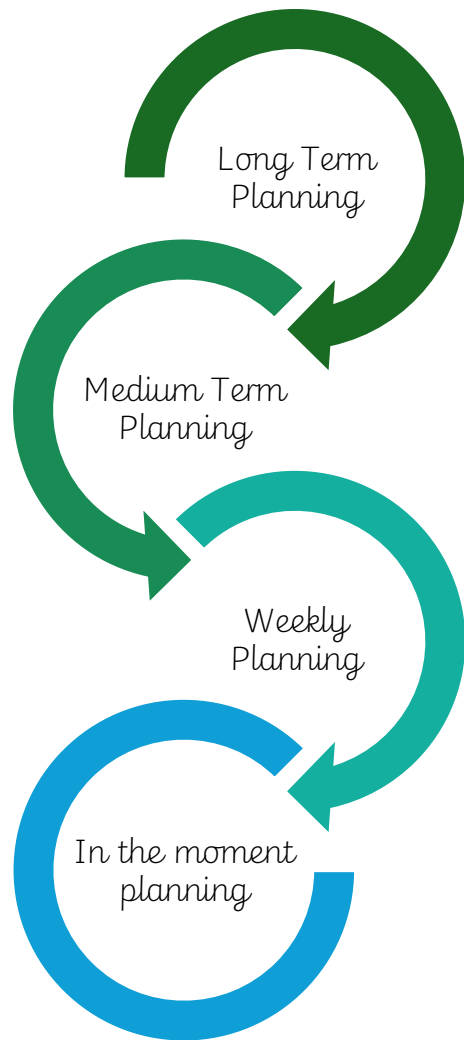 Long Term
Planning
Medium Term
Planning
Weekly
Planning
In the moment
planning